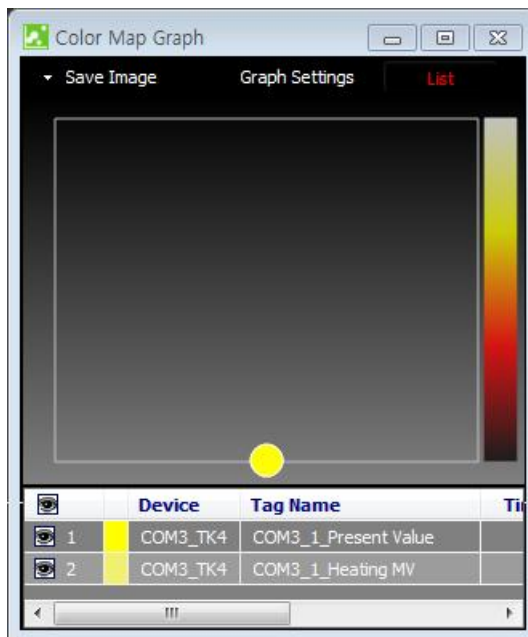 Color Map Graph
Save Image Graph Settings List
Device Tag Name
1 COM3_TK4 COM3_1_Present Value
2 COM3_TK4 COM3_1_Heating MV